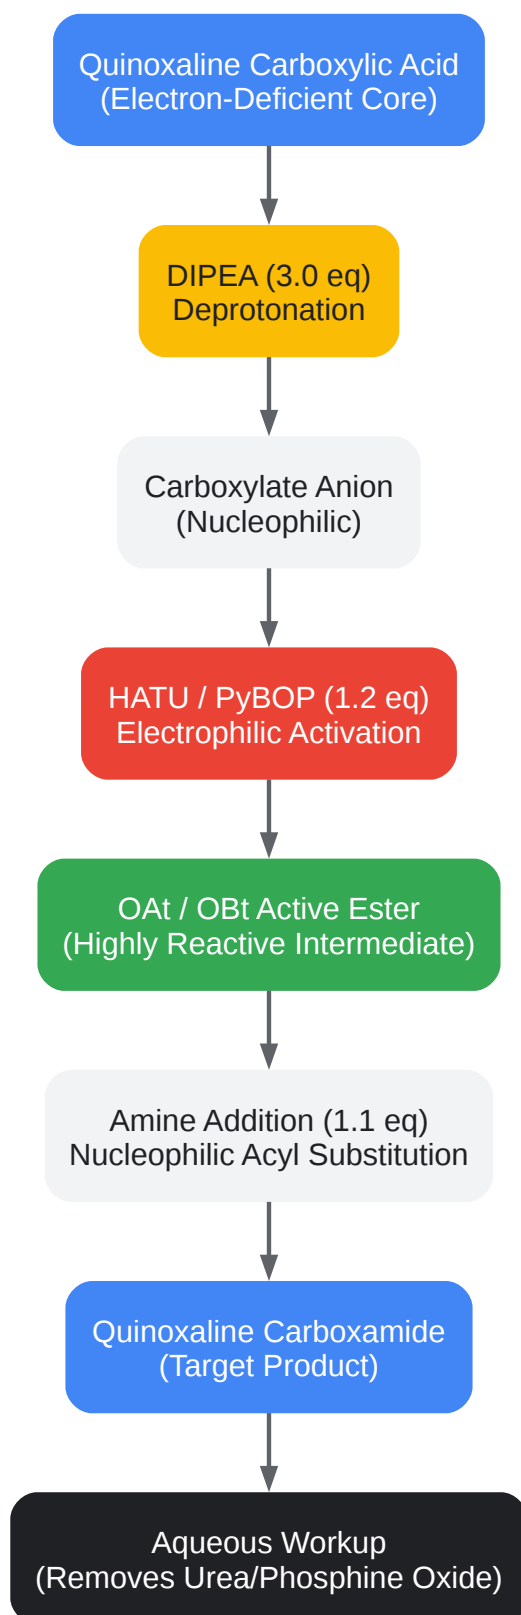 Quinoxaline Carboxylic Acid
(Electron-Deficient Core)
DIPEA (3.0 eq)
Deprotonation
Carboxylate Anion
(Nucleophilic)
HATU / PyBOP (1.2 eq)
Electrophilic Activation
OAt / OBt Active Ester
(Highly Reactive Intermediate)
Amine Addition (1.1 eq)
Nucleophilic Acyl Substitution
Quinoxaline Carboxamide
(Target Product)
Aqueous Workup
(Removes Urea/Phosphine Oxide)